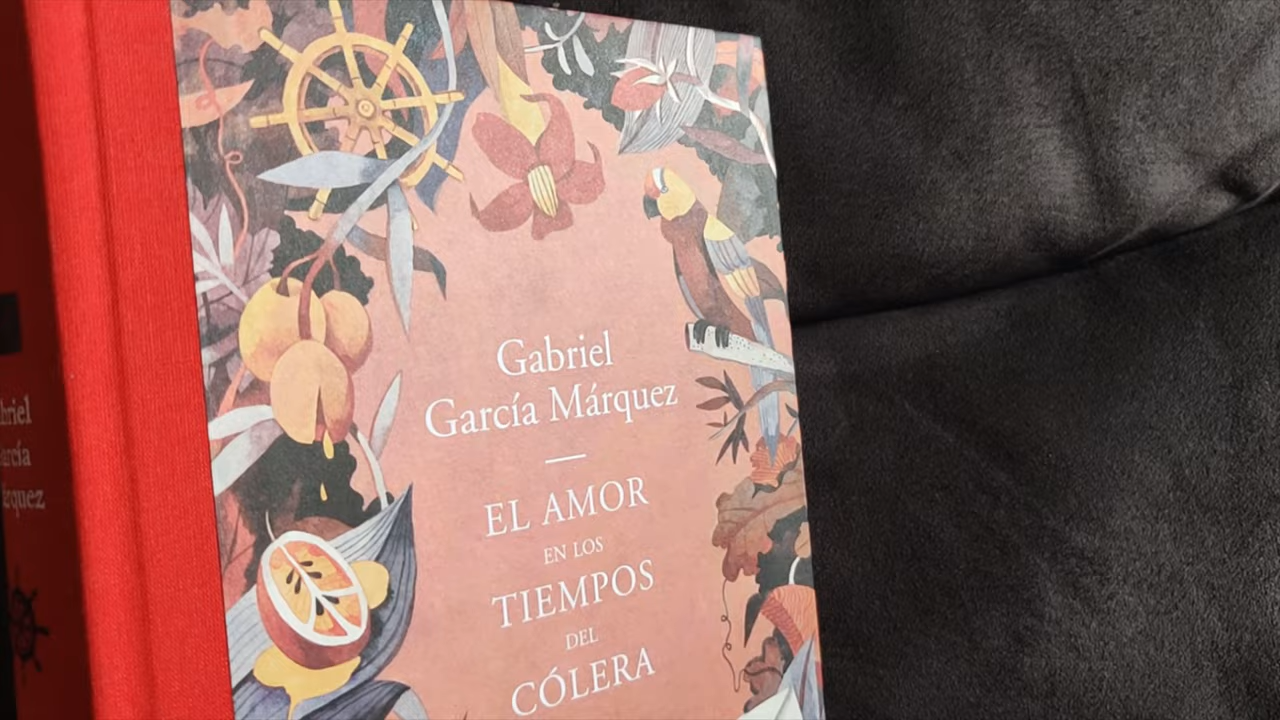 Gabriel
García Márquez
EL AMOR
EN LOS
TIEMPOS
DEL
CÓLERA